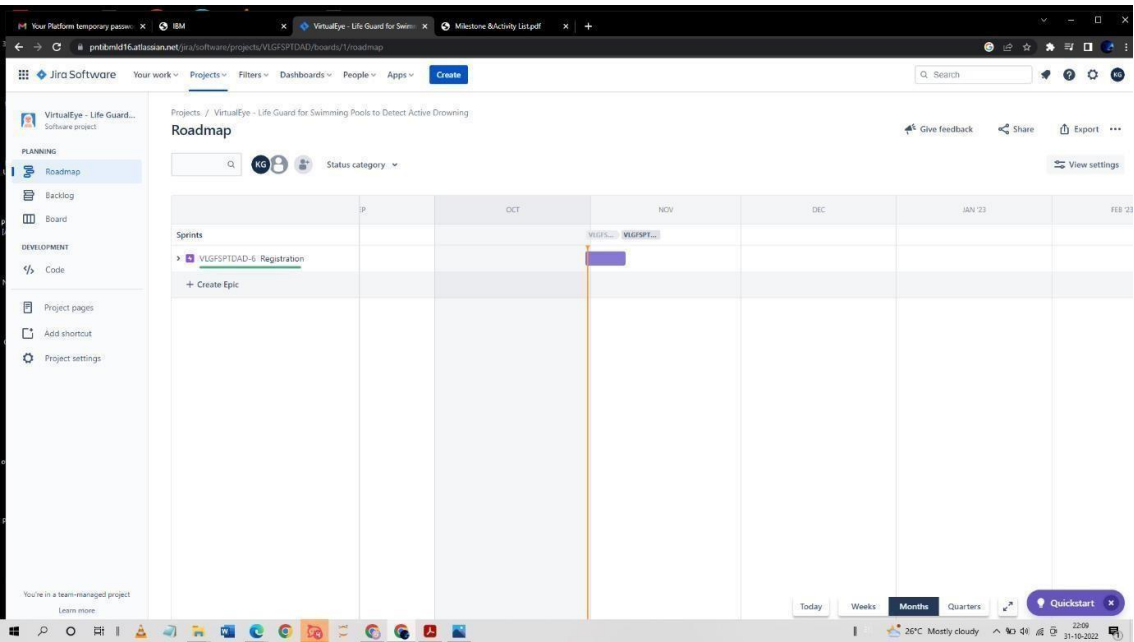 Your Platform temporary passwo
IBM
VirtualEye - Life Guard for Swimm
Milestone &Activity List.pdf
pntibmld16.atlassian.net/jira/software/projects/VLGFSPTDAD/boards/1/roadmap
Jira Software
Your work
Projects
Filters
Dashboards
People
Apps
Create
Search
KG
VirtualEye - Life Guard...
Software project
Projects / VirtualEye - Life Guard for Swimming Pools to Detect Active Drowning
Roadmap
Give feedback
Share
Export
PLANNING
Roadmap
Backlog
Board
DEVELOPMENT
Code
Project pages
Add shortcut
Project settings
KG
Status category
View settings
EP
OCT
NOV
DEC
JAN '23
FEB '23
Sprints
VLGFS...
VLGFSPT...
VLGFSPTDAD-6 Registration
+ Create Epic
You're in a team-managed project
Learn more
Today
Weeks
Months
Quarters
Quickstart
26°C Mostly cloudy
22:09
31-10-2022